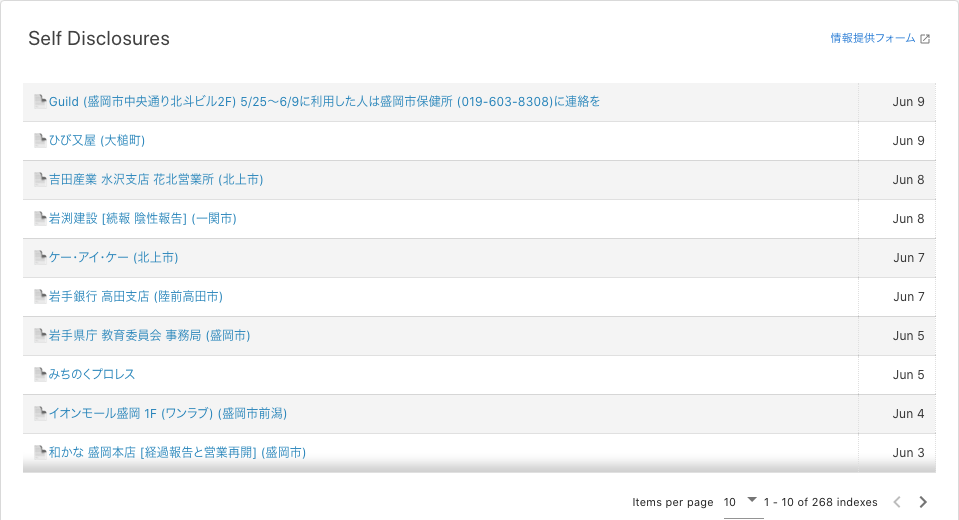 Self Disclosures
情報提供フォーム
Guild (盛岡市中央通り北斗ビル2F) 5/25〜6/9に利用した人は盛岡市保健所 (019-603-8308)に連絡を Jun 9
ひび又屋 (大槌町) Jun 9
吉田産業 水沢支店 花北営業所 (北上市) Jun 8
岩渕建設 [続報 陰性報告] (一関市) Jun 8
ケー・アイ・ケー (北上市) Jun 7
岩手銀行 高田支店 (陸前高田市) Jun 7
岩手県庁 教育委員会 事務局 (盛岡市) Jun 5
みちのくプロレス Jun 5
イオンモール盛岡 1F (ワンラブ) (盛岡市前潟) Jun 4
和かな 盛岡本店 [経過報告と営業再開] (盛岡市) Jun 3
Items per page 10 1 - 10 of 268 indexes